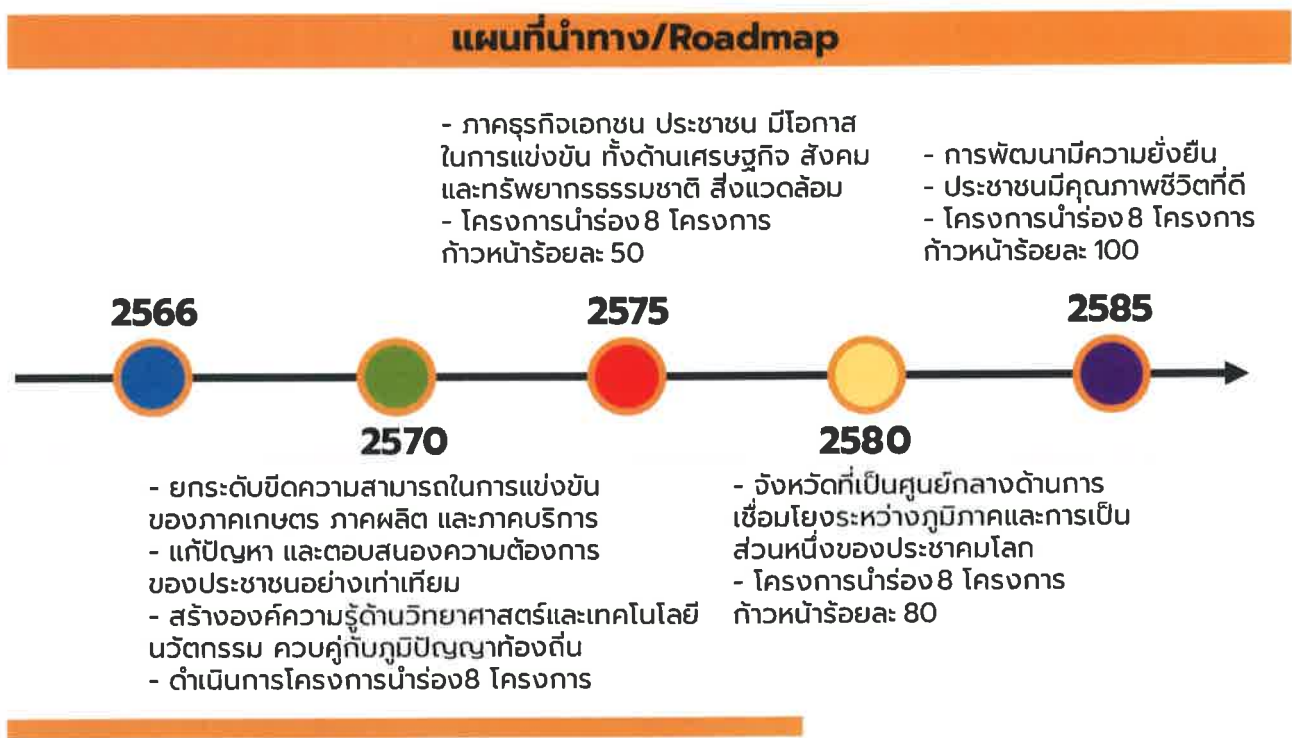 แผนที่นำทาง/Roadmap
- ภาคธุรกิจเอกชน ประชาชน มีโอกาส
ในการแข่งขัน ทั้งด้านเศรษฐกิจ สังคม
และทรัพยากรธรรมชาติ สิ่งแวดล้อม
- โครงการนำร่อง 8 โครงการ
ก้าวหน้าร้อยละ 50
- การพัฒนามีความยั่งยืน
- ประชาชนมีคุณภาพชีวิตที่ดี
- โครงการนำร่อง 8 โครงการ
ก้าวหน้าร้อยละ 100
2566
2575
2585
2570
2580
- ยกระดับขีดความสามารถในการแข่งขัน
ของภาคเกษตร ภาคผลิต และภาคบริการ
- แก้ปัญหา และตอบสนองความต้องการ
ของประชาชนอย่างเท่าเทียม
- สร้างองค์ความรู้ด้านวิทยาศาสตร์และเทคโนโลยี
นวัตกรรม ควบคู่กับภูมิปัญญาท้องถิ่น
- ดำเนินการโครงการนำร่อง8 โครงการ
- จังหวัดที่เป็นศูนย์กลางด้านการ
เชื่อมโยงระหว่างภูมิภาคและการเป็น
ส่วนหนึ่งของประชาคมโลก
- โครงการนำร่อง 8 โครงการ
ก้าวหน้าร้อยละ 80